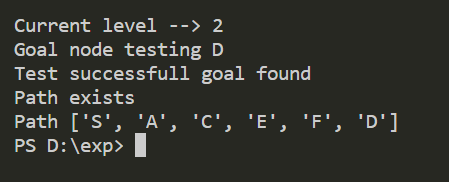 Current level --> 2
Goal node testing D
Test successfull goal found
Path exists
Path ['S', 'A', 'C', 'E', 'F', 'D']
PS D:\exp>